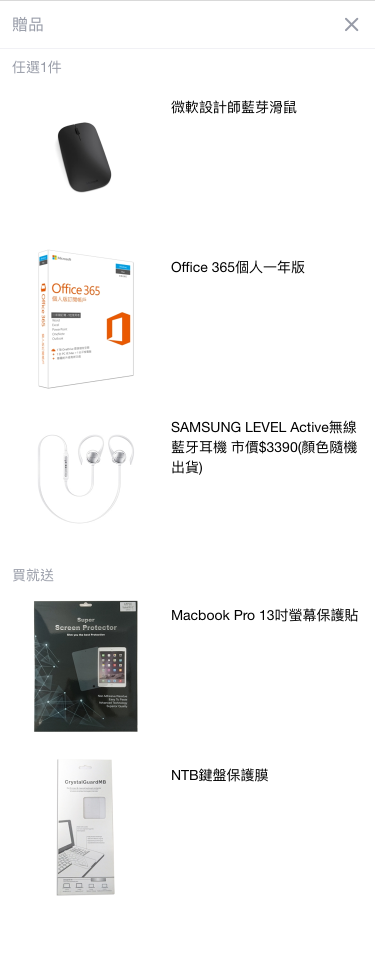 贈品
任選1件
微軟設計師藍芽滑鼠
Microsoft
Office 365
Office 365個人一年版
SAMSUNG LEVEL Active無線
藍牙耳機 市價$3390(顏色隨機
出貨)
買就送
Super
Screen Protector
Macbook Pro 13吋螢幕保護貼
CrystalGuardMB
NTB鍵盤保護膜